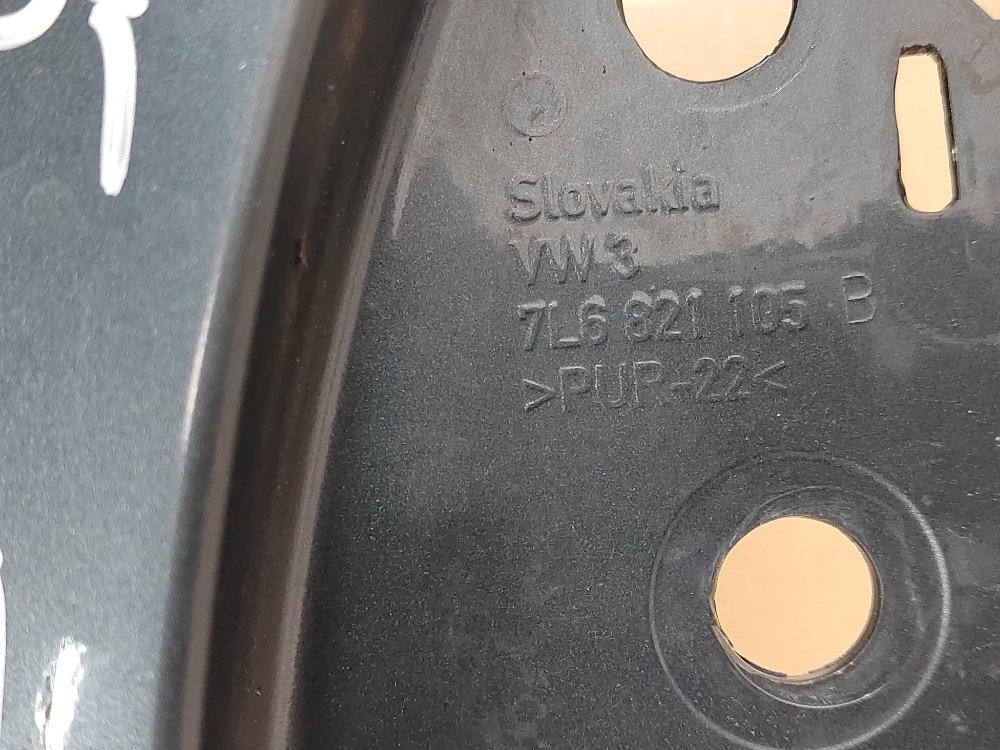 Slovakia
VW 3
7L6 821 105 B
>PUR-22<